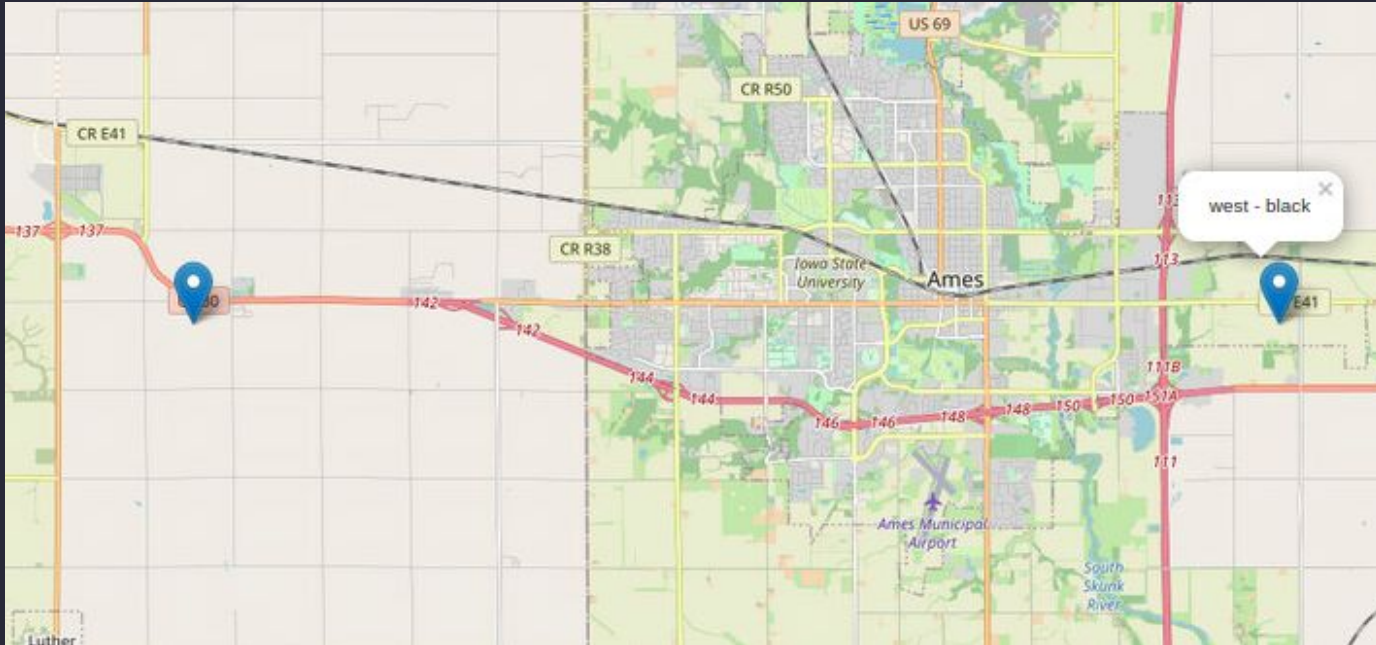 US 69
CR R50
CR E41
113
west - black
×
137
137
CR R38
Iowa State
University
Ames
113
30
142
E41
142
144
111B
144
150
151A
148
150
146
146
148
111
Ames Municipal
Airport
South
Skunk
River
Luther